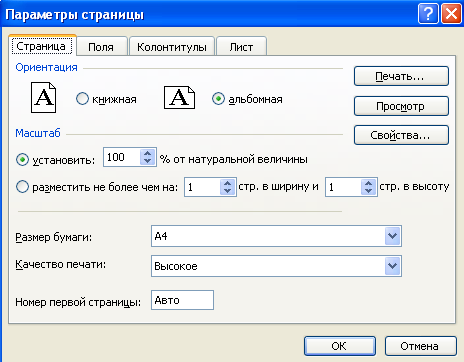 Параметры страницы
Страница Поля Колонтитулы Лист
Ориентация
A книжная A альбомная
Печать...
Просмотр
Свойства...
Масштаб
установить: 100 % от натуральной величины
разместить не более чем на: 1 стр. в ширину и 1 стр. в высоту
Размер бумаги: A4
Качество печати: Высокое
Номер первой страницы: Авто
ОК Отмена